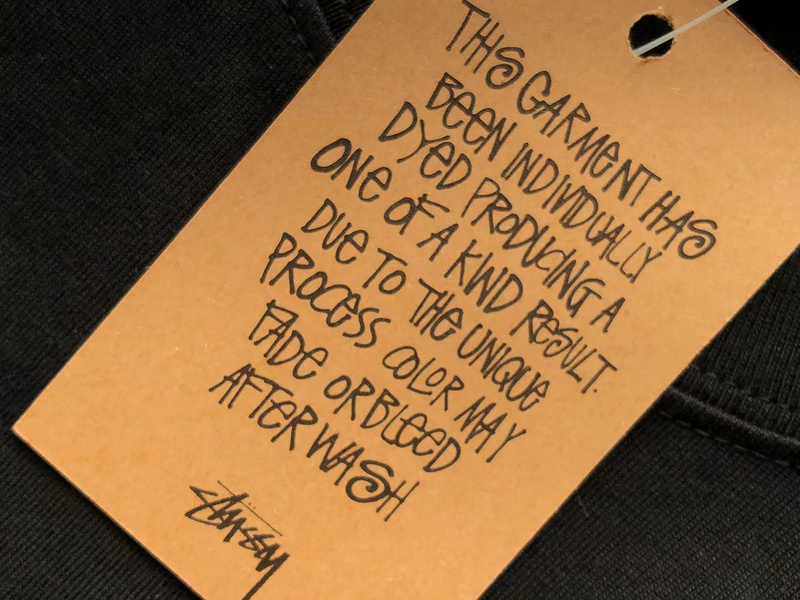 THIS GARMENT HAS
BEEN INDIVIDUALLY
DYED PRODUCING A
ONE OF A KIND RESULT.
DUE TO THE UNIQUE
PROCESS COLOR MAY
FADE OR BLEED
AFTER WASH
STÜSSY